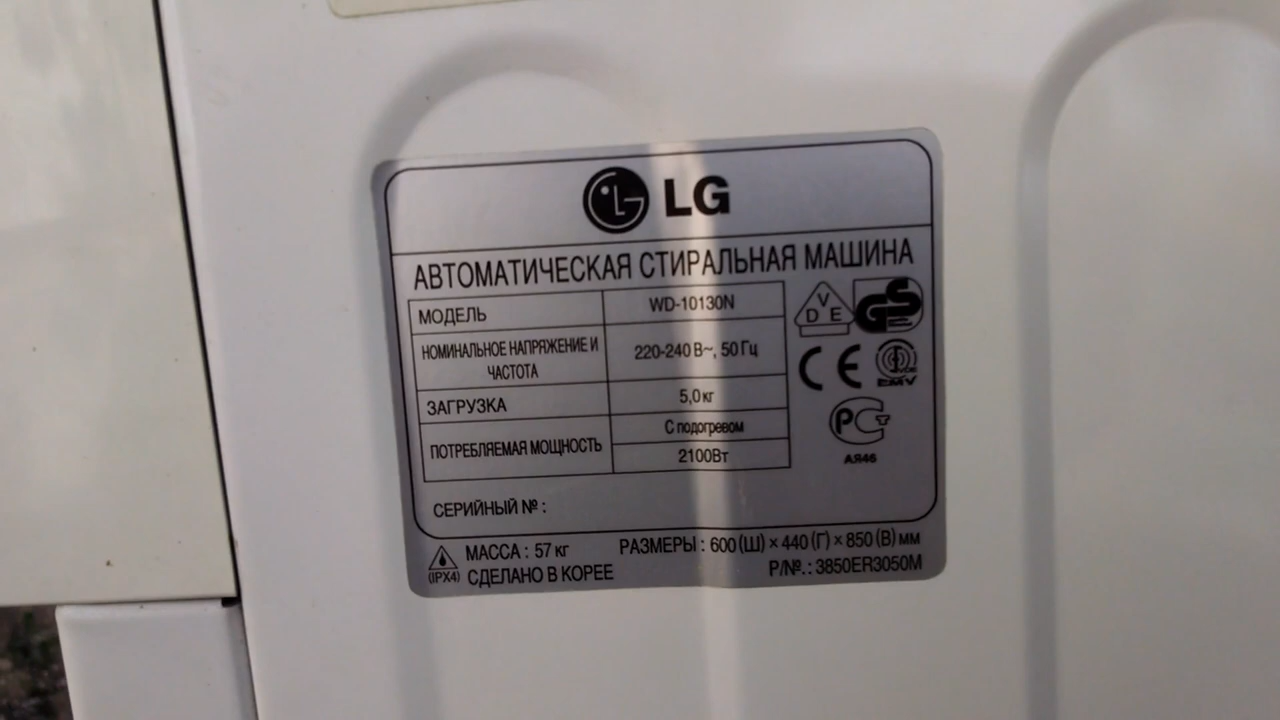 LG
АВТОМАТИЧЕСКАЯ СТИРАЛЬНАЯ МАШИНА
МОДЕЛЬ WD-10130N
НОМИНАЛЬНОЕ НАПРЯЖЕНИЕ И ЧАСТОТА 220-240 В~, 50 Гц
ЗАГРУЗКА 5,0 кг
ПОТРЕБЛЯЕМАЯ МОЩНОСТЬ С подогревом
2100Вт
VDE GS
CE VDE
EMV
РСТ
АЯ46
СЕРИЙНЫЙ № :
МАССА : 57 кг РАЗМЕРЫ : 600 (Ш) × 440 (Г) × 850 (В) мм
(IPX4) СДЕЛАНО В КОРЕЕ P/№. : 3850ER3050M